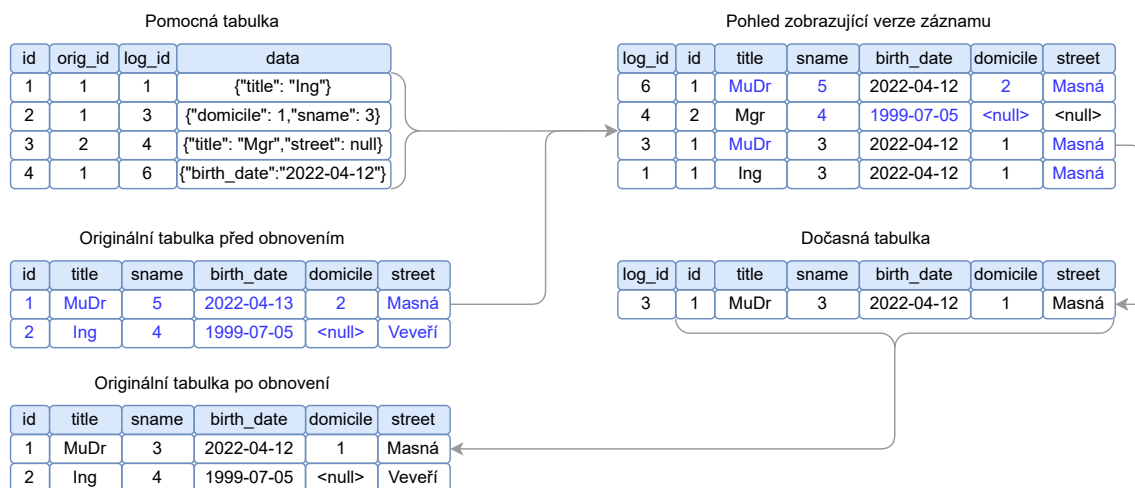 Pomocná tabulka
id orig_id log_id data
1 1 1 {"title": "Ing"}
2 1 3 {"domicile": 1,"sname": 3}
3 2 4 {"title": "Mgr","street": null}
4 1 6 {"birth_date":"2022-04-12"}
Pohled zobrazující verze záznamu
log_id id title sname birth_date domicile street
6 1 MuDr 5 2022-04-12 2 Masná
4 2 Mgr 4 1999-07-05 <null> <null>
3 1 MuDr 3 2022-04-12 1 Masná
1 1 Ing 3 2022-04-12 1 Masná
Originální tabulka před obnovením
id title sname birth_date domicile street
1 MuDr 5 2022-04-13 2 Masná
2 Ing 4 1999-07-05 <null> Veveří
Dočasná tabulka
log_id id title sname birth_date domicile street
3 1 MuDr 3 2022-04-12 1 Masná
Originální tabulka po obnovení
id title sname birth_date domicile street
1 MuDr 3 2022-04-12 1 Masná
2 Ing 4 1999-07-05 <null> Veveří